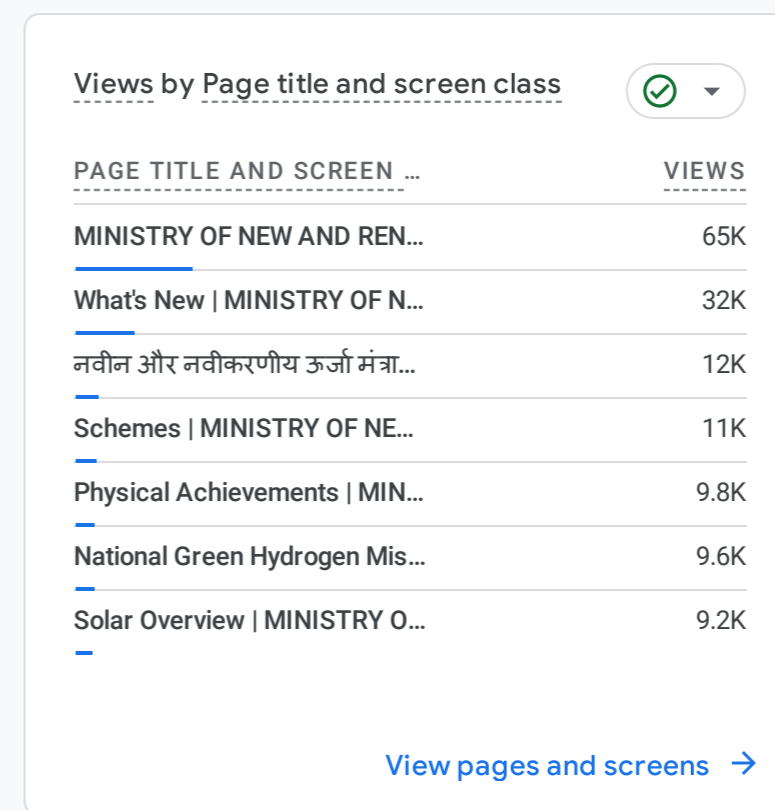 Views by Page title and screen class
PAGE TITLE AND SCREEN ... VIEWS
MINISTRY OF NEW AND REN... 65K
What's New | MINISTRY OF N... 32K
नवीन और नवीकरणीय ऊर्जा मंत्रा... 12K
Schemes | MINISTRY OF NE... 11K
Physical Achievements | MIN... 9.8K
National Green Hydrogen Mis... 9.6K
Solar Overview | MINISTRY O... 9.2K
View pages and screens